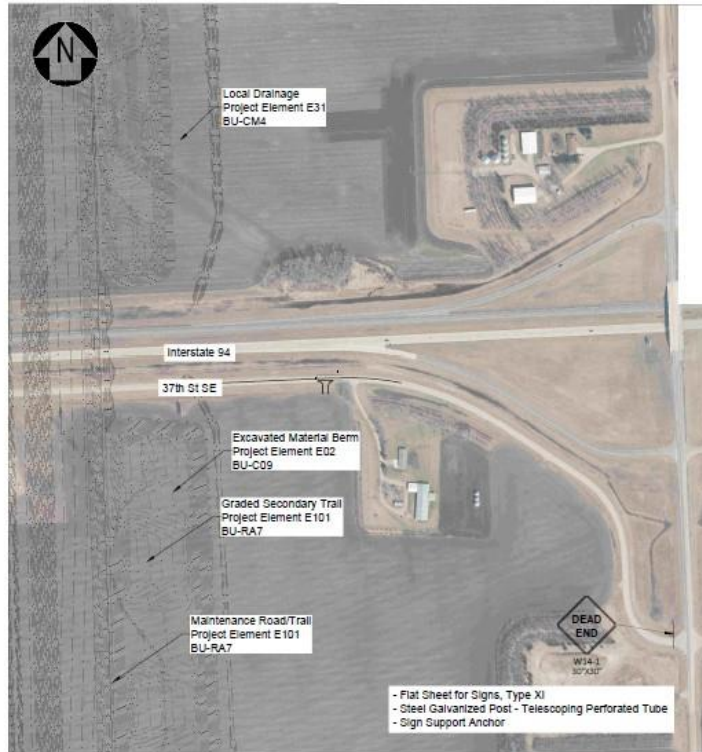 N
Local Drainage
Project Element E31
BU-CM4
Interstate 94
37th St SE
Excavated Material Berm
Project Element E02
BU-C09
Graded Secondary Trail
Project Element E101
BU-RA7
Maintenance Road/Trail
Project Element E101
BU-RA7
DEAD
END
W14-1
30"X30"
- Flat Sheet for Signs, Type XI
- Steel Galvanized Post - Telescoping Perforated Tube
- Sign Support Anchor